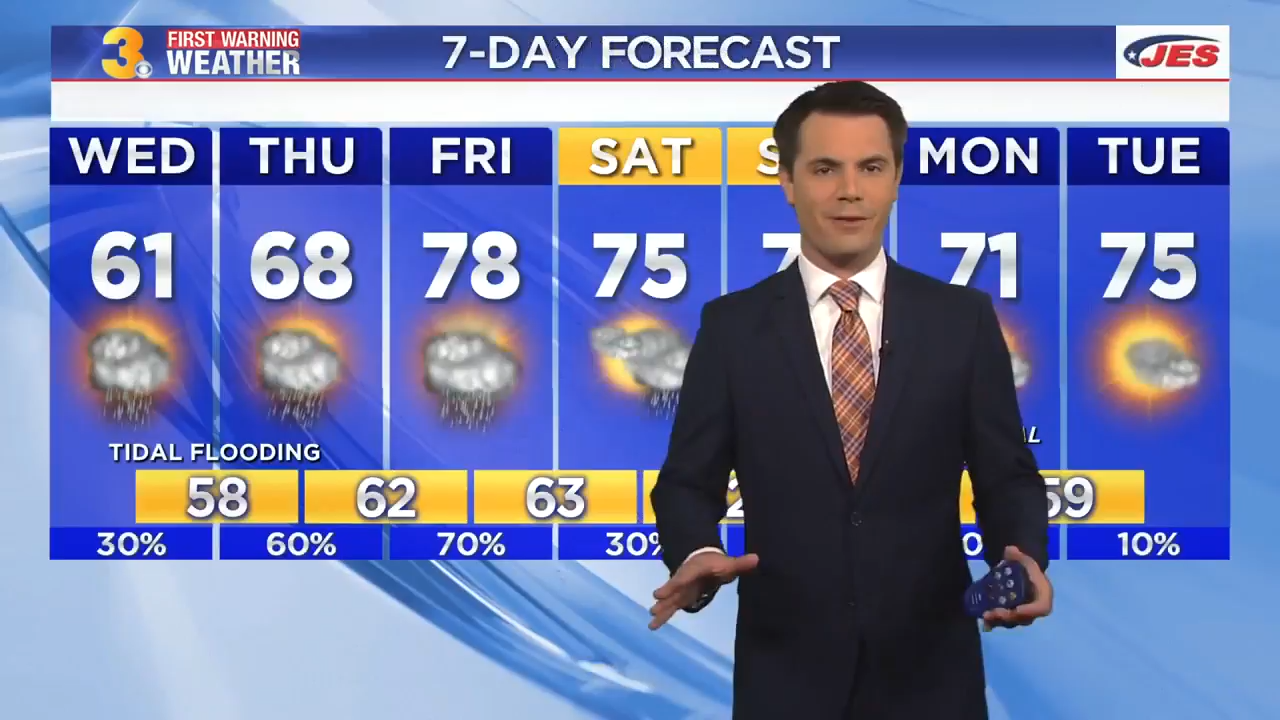 3 FIRST WARNING
WEATHER
7-DAY FORECAST
JES
WED THU FRI SAT MON TUE
61 68 78 75 71 75
TIDAL FLOODING
58 62 63 59
30% 60% 70% 30% 10%